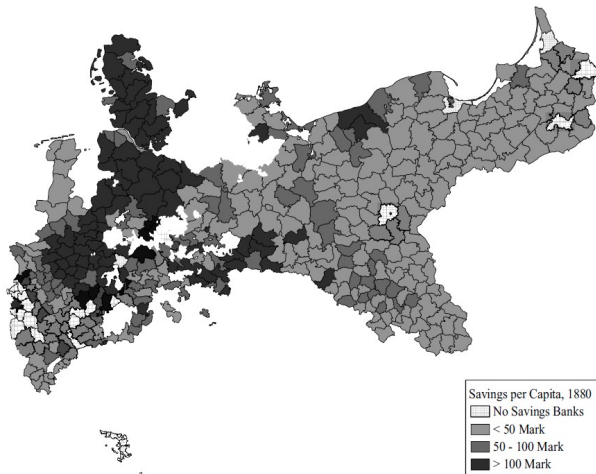 Savings per Capita, 1880
No Savings Banks
< 50 Mark
50 - 100 Mark
> 100 Mark